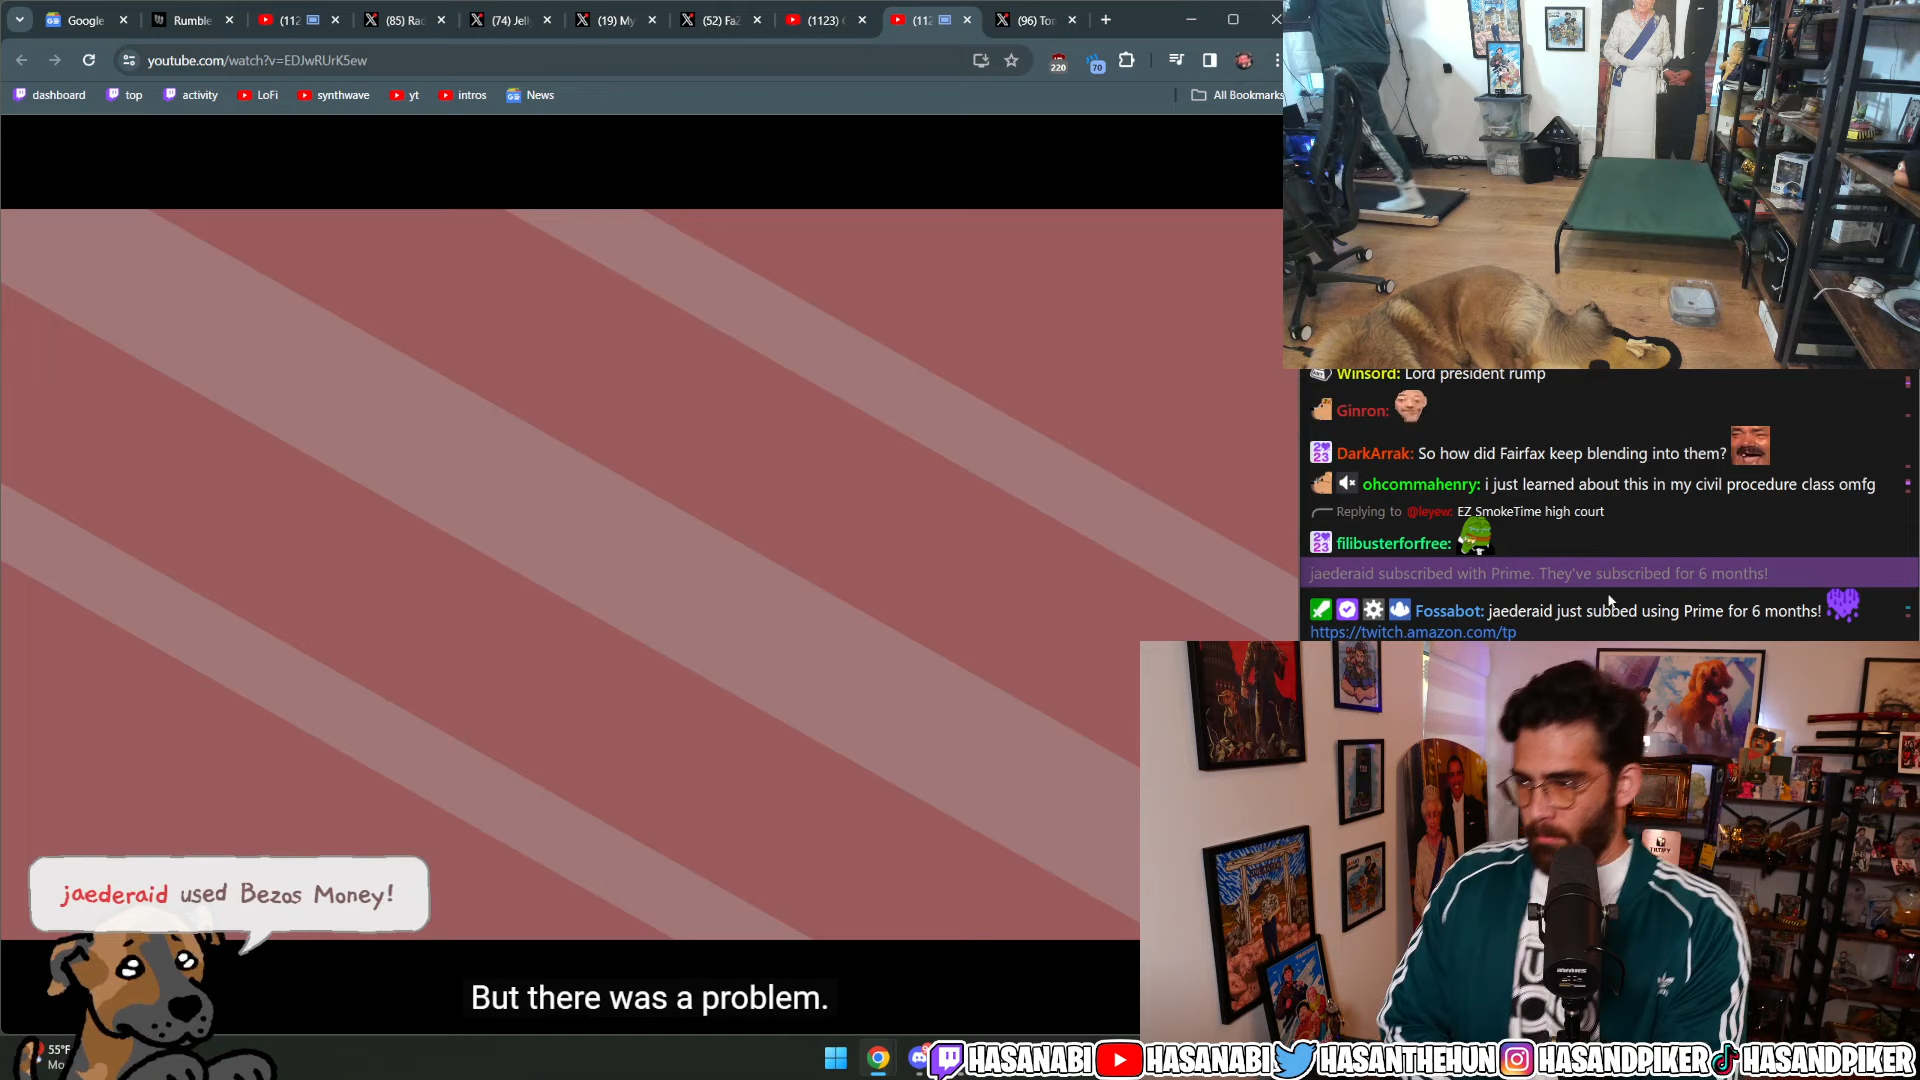 Google
Rumble
(112
(85) Rac
(74) Jell
(19) My
(52) FaZ
(1123)
(112
(96) Ton
youtube.com/watch?v=EDJwRUrK5ew
220
70
dashboard
top
activity
LoFi
synthwave
yt
intros
News
All Bookmarks
Winsord: Lord president rump
Ginron:
DarkArrak: So how did Fairfax keep blending into them?
ohcommahenry: i just learned about this in my civil procedure class omfg
Replying to @leyew: EZ SmokeTime high court
filibusterforfree:
jaederaid subscribed with Prime. They've subscribed for 6 months!
Fossabot: jaederaid just subbed using Prime for 6 months!
https://twitch.amazon.com/tp
jaederaid used Bezos Money!
But there was a problem.
55°F
HASANABI
HASANABI
HASANTHEHUN
HASANDPIKER
HASANDPIKER